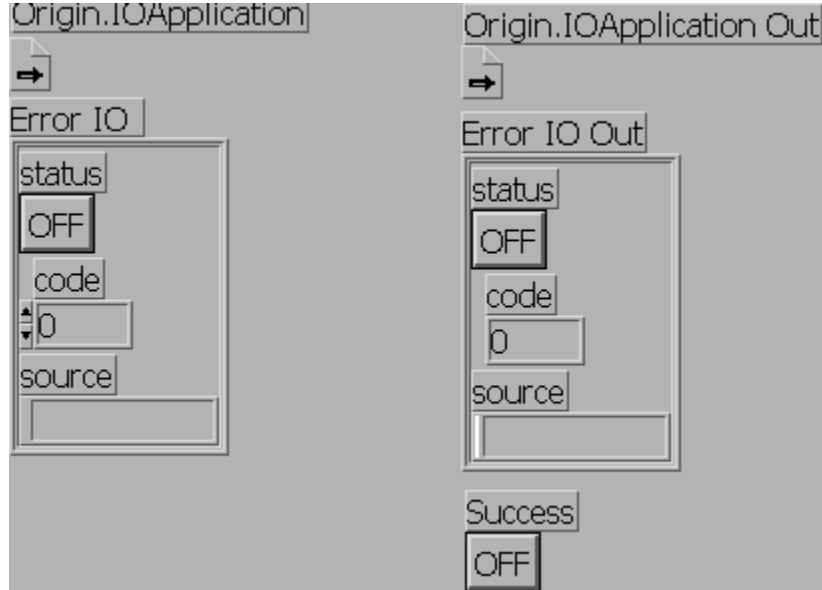 Origin.IOApplication
Error IO
status
OFF
code
0
source
Origin.IOApplication Out
Error IO Out
status
OFF
code
0
source
Success
OFF